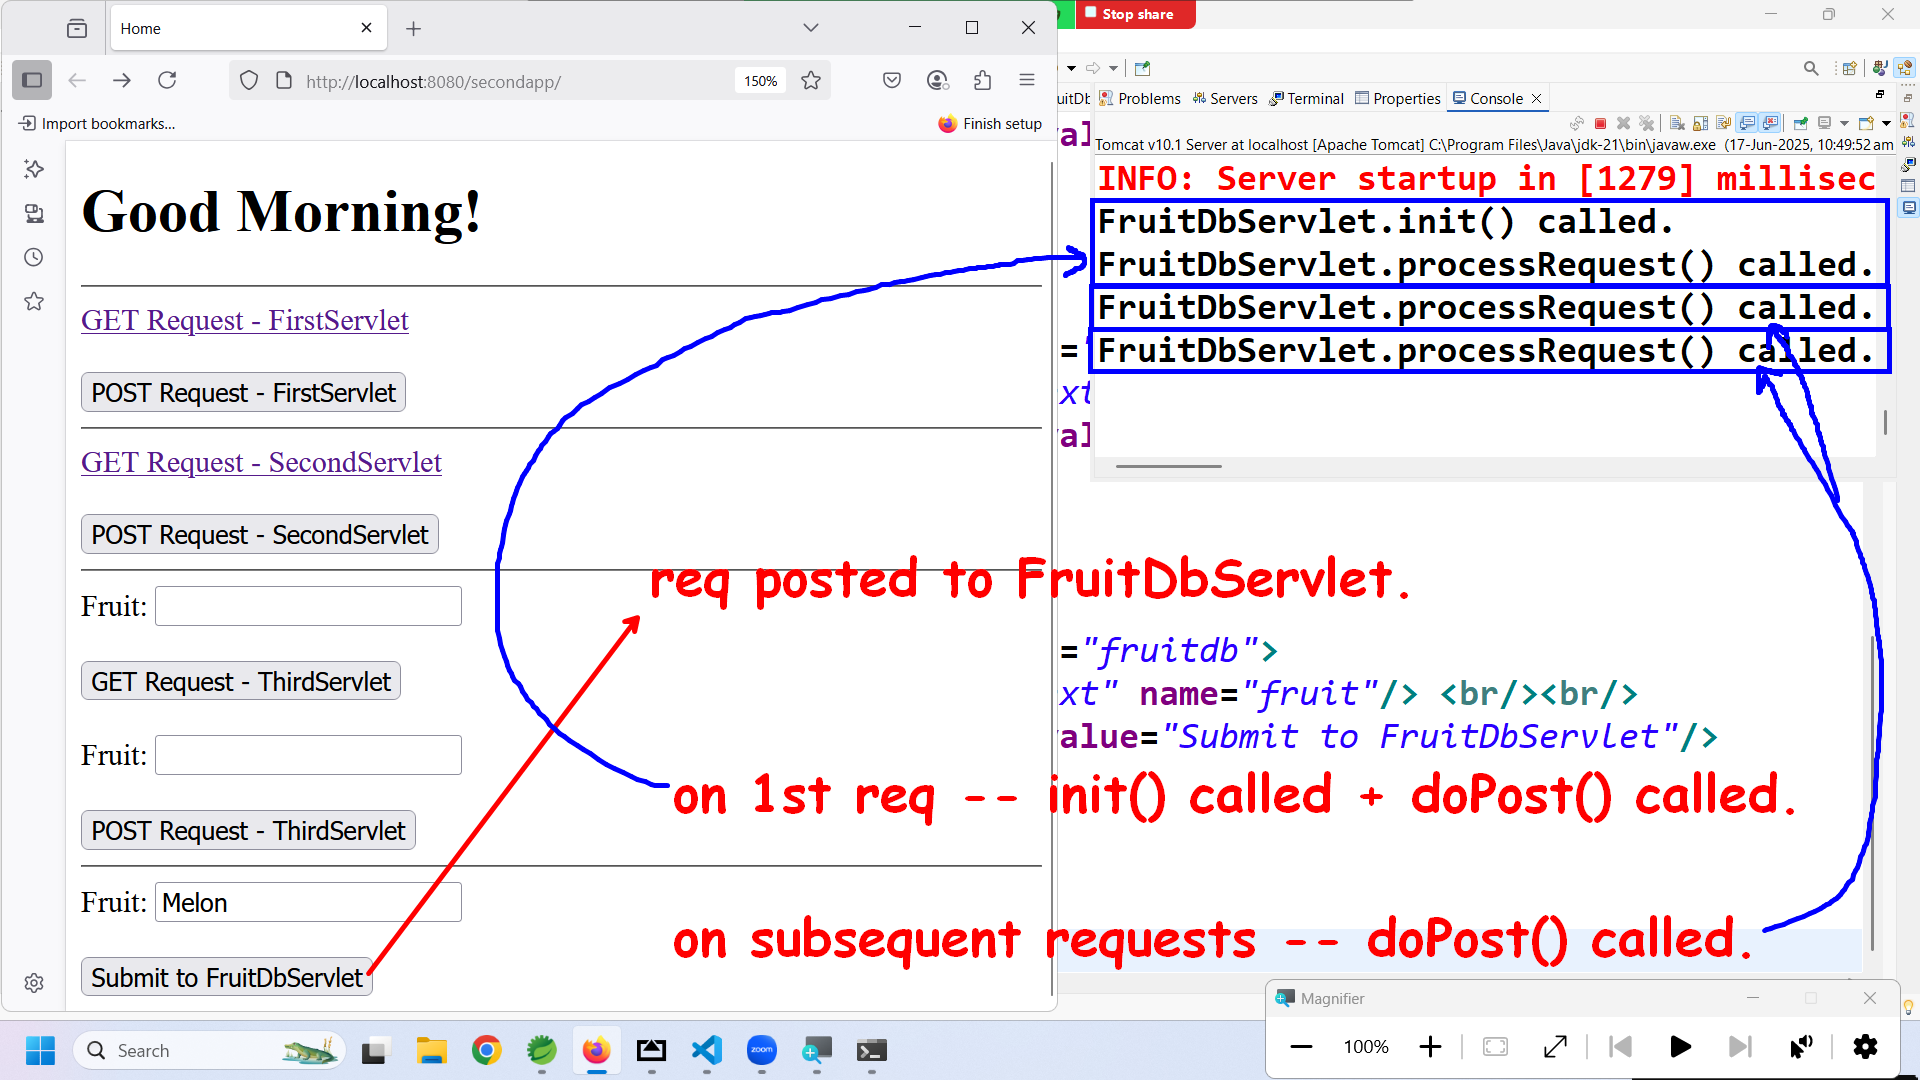 Home
Stop share
http://localhost:8080/secondapp/
150%
Import bookmarks...
Finish setup
Good Morning!
GET Request - FirstServlet
POST Request - FirstServlet
GET Request - SecondServlet
POST Request - SecondServlet
Fruit:
GET Request - ThirdServlet
Fruit:
POST Request - ThirdServlet
Fruit: Melon
Submit to FruitDbServlet
Problems Servers Terminal Properties Console
Tomcat v10.1 Server at localhost [Apache Tomcat] C:\Program Files\Java\jdk-21\bin\javaw.exe (17-Jun-2025, 10:49:52 am
INFO: Server startup in [1279] millisec
FruitDbServlet.init() called.
FruitDbServlet.processRequest() called.
FruitDbServlet.processRequest() called.
FruitDbServlet.processRequest() called.
req posted to FruitDbServlet.
="fruitdb">
xt" name="fruit"/> <br/><br/>
value="Submit to FruitDbServlet"/>
on 1st req -- init() called + doPost() called.
on subsequent requests -- doPost() called.
Magnifier
100%
Search
zoom